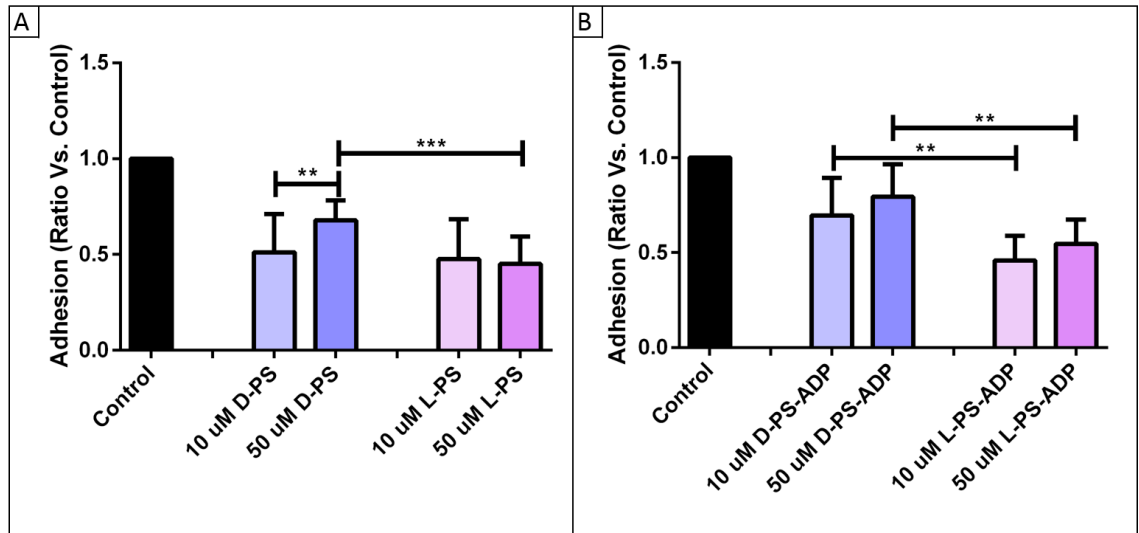 A
Adhesion (Ratio Vs. Control)
1.5
1.0
0.5
0.0
**
***
Control
10 uM D-PS
50 uM D-PS
10 uM L-PS
50 uM L-PS
B
Adhesion (Ratio Vs. Control)
1.5
1.0
0.5
0.0
**
**
Control
10 uM D-PS-ADP
50 uM D-PS-ADP
10 uM L-PS-ADP
50 uM L-PS-ADP